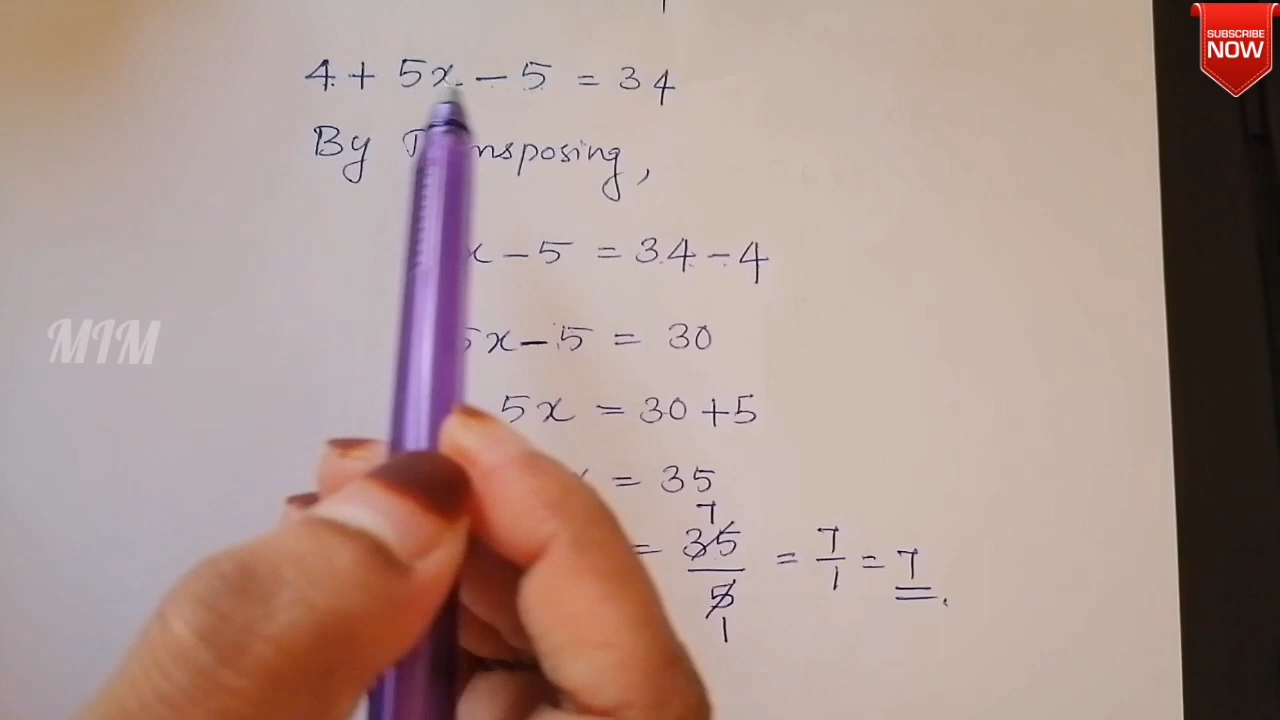 SUBSCRIBE
NOW
4 + 5x - 5 = 34
By
x - 5 = 34 - 4
5x - 5 = 30
5x = 30 + 5
= 35
= 35/5 = 7/1 = 7.
7
1
MIM